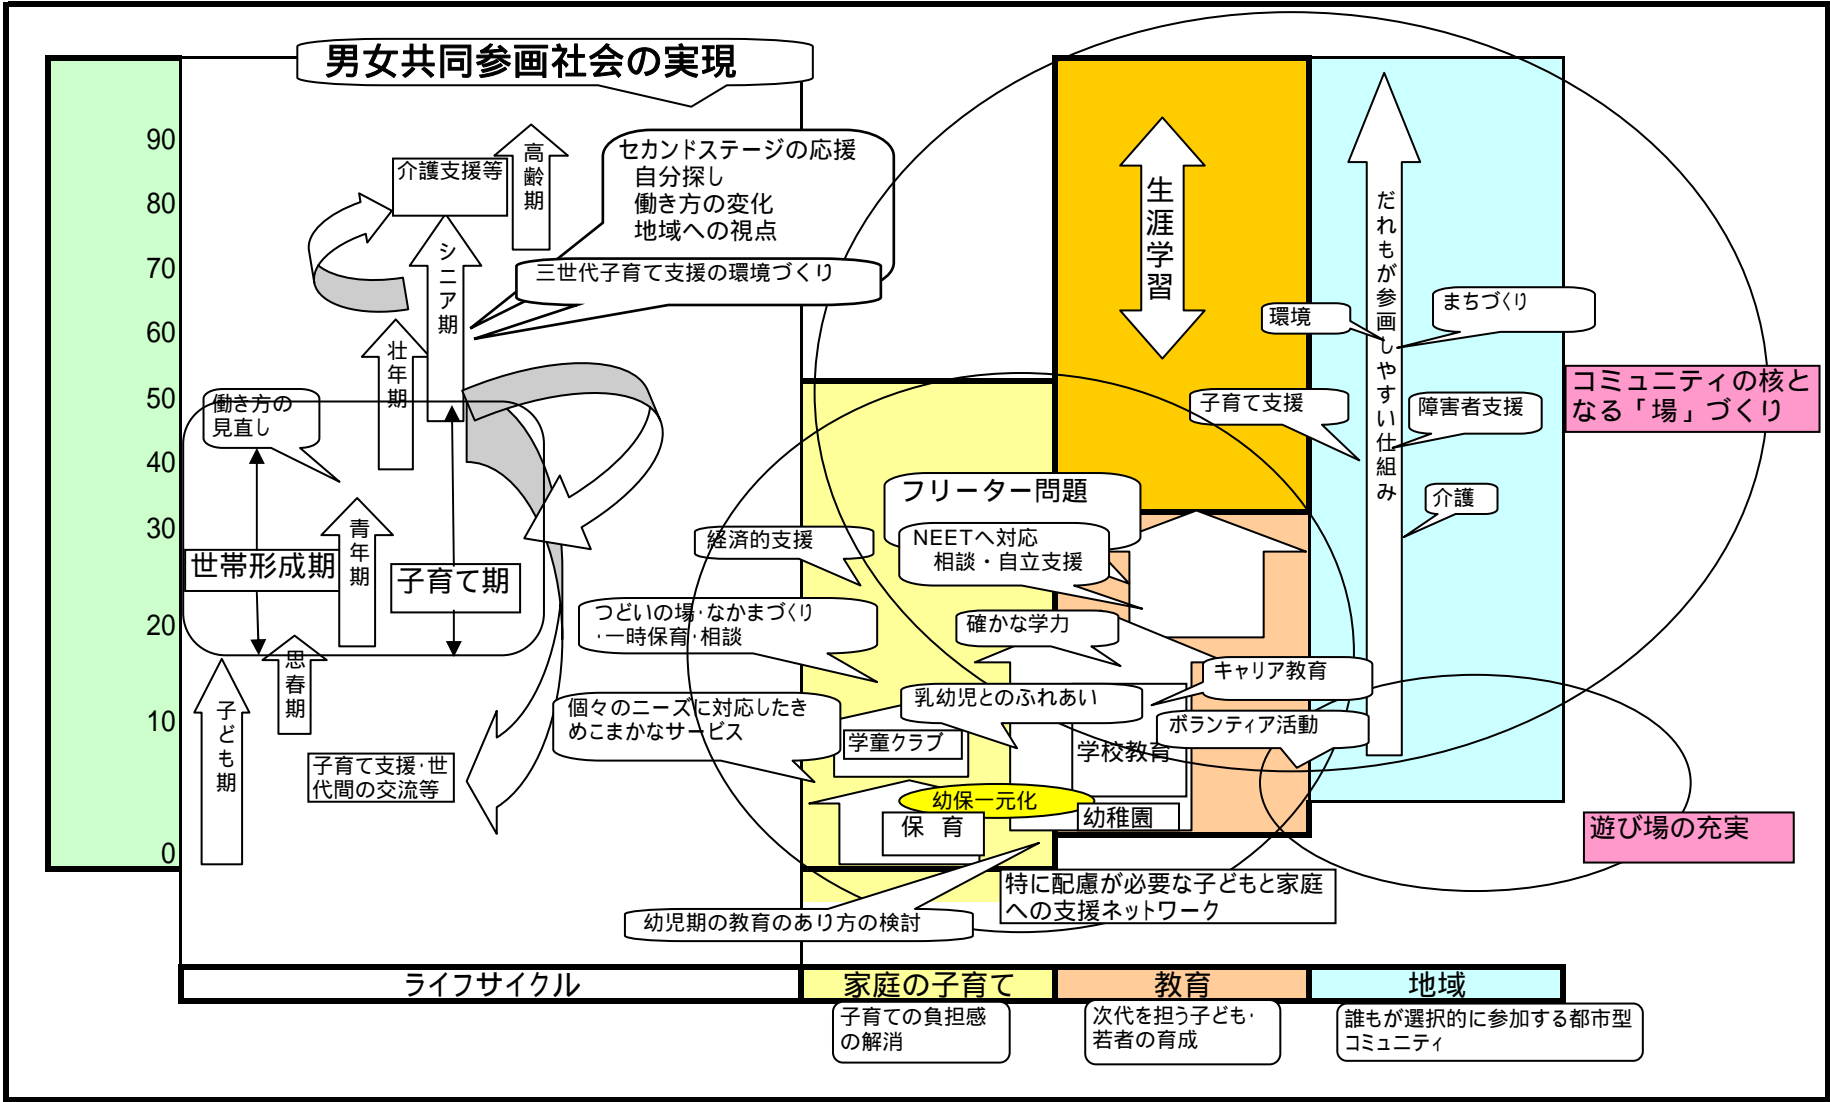 男女共同参画社会の実現
90
80
70
60
50
40
30
20
10
0
高齢期
介護支援等
シニア期
壮年期
青年期
思春期
子ども期
セカンドステージの応援
自分探し
働き方の変化
地域への視点
三世代子育て支援の環境づくり
働き方の
見直し
世帯形成期
子育て期
子育て支援・世
代間の交流等
経済的支援
つどいの場・なかまづくり
・一時保育・相談
個々のニーズに対応したき
めこまかなサービス
フリーター問題
NEETへ対応
相談・自立支援
確かな学力
乳幼児とのふれあい
キャリア教育
ボランティア活動
学童クラブ
学校教育
幼保一元化
保 育
幼稚園
幼児期の教育のあり方の検討
特に配慮が必要な子どもと家庭
への支援ネットワーク
生涯学習
だれもが参画しやすい仕組み
環境
まちづくり
子育て支援
障害者支援
介護
コミュニティの核と
なる「場」づくり
遊び場の充実
ライフサイクル
家庭の子育て
教育
地域
子育ての負担感
の解消
次代を担う子ども・
若者の育成
誰もが選択的に参加する都市型
コミュニティ